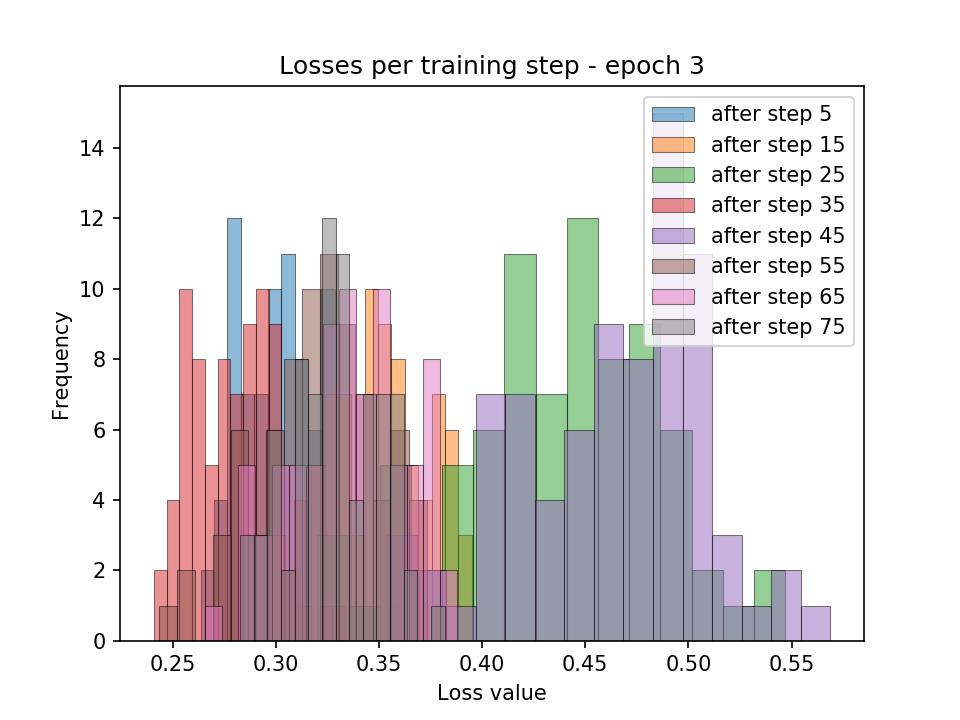 Losses per training step - epoch 3
Frequency
14
12
10
8
6
4
2
0
after step 5
after step 15
after step 25
after step 35
after step 45
after step 55
after step 65
after step 75
0.25 0.30 0.35 0.40 0.45 0.50 0.55
Loss value